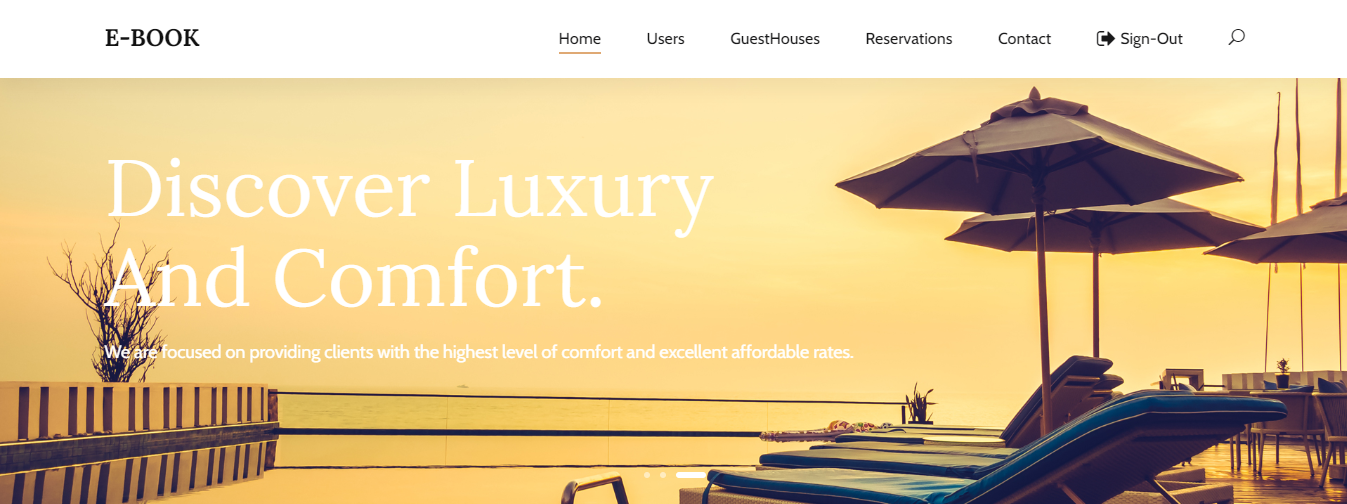 E-BOOK
Home Users GuestHouses Reservations Contact Sign-Out
Discover Luxury
And Comfort.
We are focused on providing clients with the highest level of comfort and excellent affordable rates.